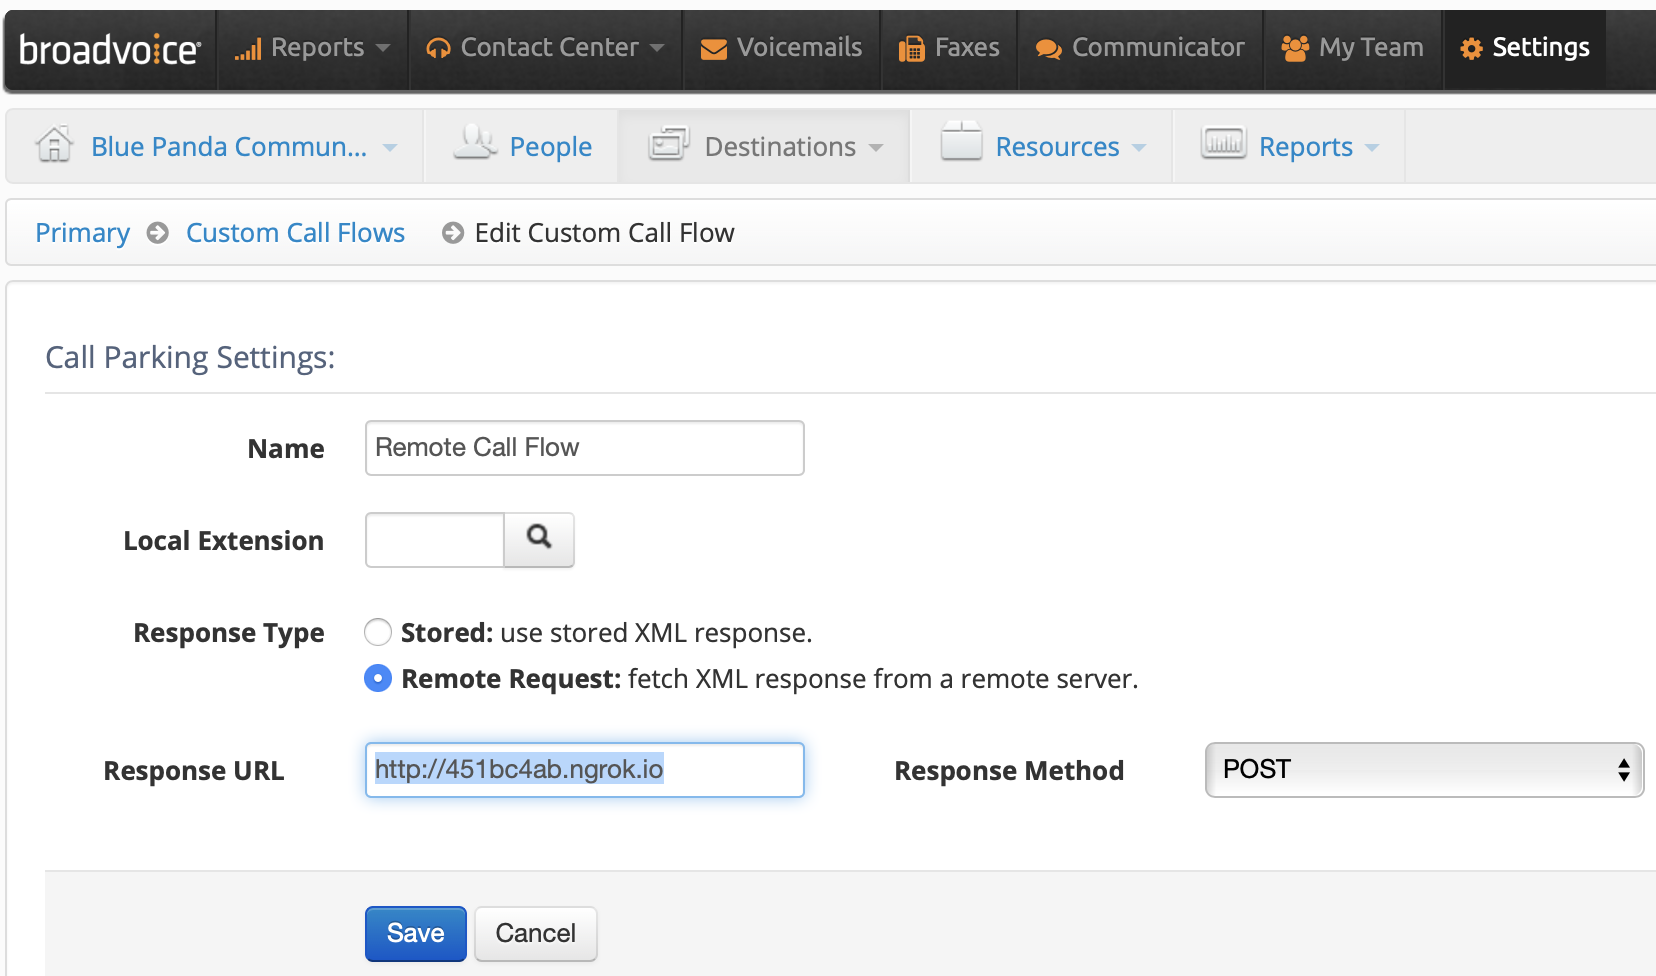 broadvoice® Reports Contact Center Voicemails Faxes Communicator My Team Settings
Blue Panda Commun... People Destinations Resources Reports
Primary Custom Call Flows Edit Custom Call Flow
Call Parking Settings:
Name Remote Call Flow
Local Extension
Response Type Stored: use stored XML response.
Remote Request: fetch XML response from a remote server.
Response URL http://451bc4ab.ngrok.io Response Method POST
Save Cancel